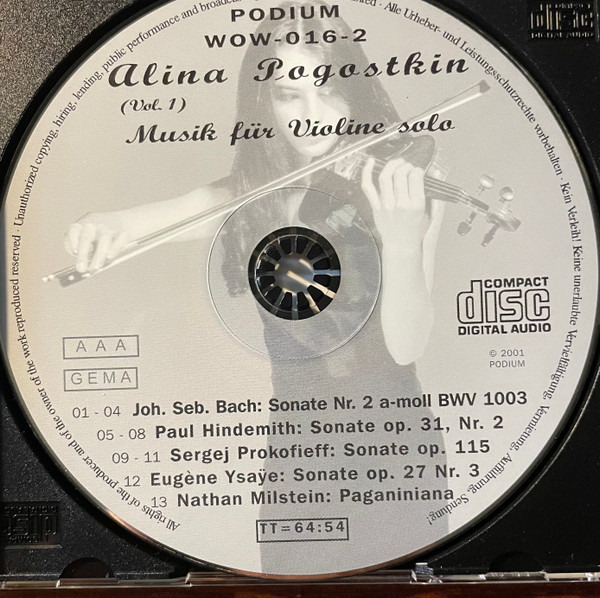 PODIUM
WOW-016-2
Alina Pogostkin
(Vol. 1)
Musik für Violine solo
COMPACT
disc
DIGITAL AUDIO
© 2001
PODIUM
AAA
GEMA
01 - 04 Joh. Seb. Bach: Sonate Nr. 2 a-moll BWV 1003
05 - 08 Paul Hindemith: Sonate op. 31, Nr. 2
09 - 11 Sergej Prokofieff: Sonate op. 115
12 Eugène Ysaÿe: Sonate op. 27 Nr. 3
13 Nathan Milstein: Paganiniana
TT=64:54
All rights of the producer and of the owner of the work reproduced reserved · Unauthorized copying, hiring, lending, public performance and broadcas
· Alle Urheber- und Leistungsschutzrechte vorbehalten · Kein Verleih! Keine unerlaubte Vervielfältigung, Vermietung, Aufführung, Sendung!
disc
DIGITAL AUDIO
disc